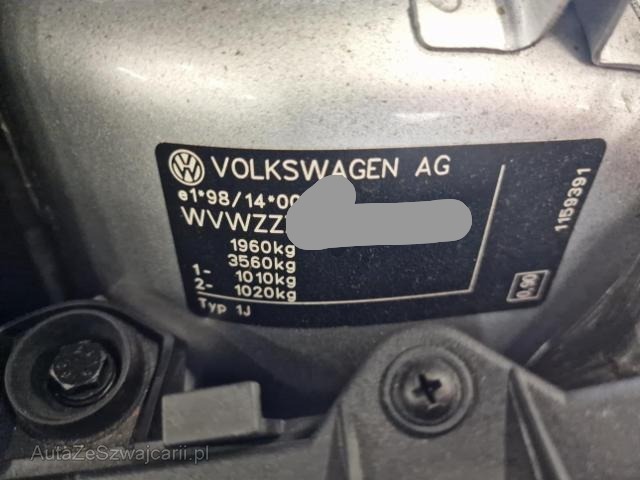 VOLKSWAGEN AG
e1*98/14*00
WVWZZ
1960kg
3560kg
1- 1010kg
2- 1020kg
Typ 1J
0.90
1159391
AutaZeSzwajcarii.pl